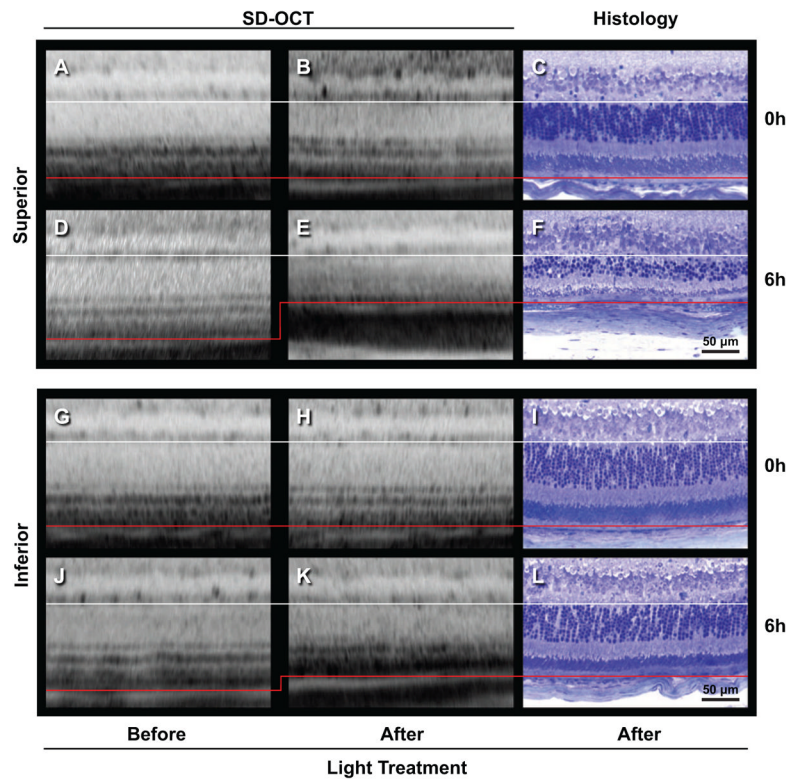 SD-OCT Histology
A B C 0h
Superior
D E F 6h
50 µm
G H I 0h
Inferior
J K L 6h
50 µm
Before After After
Light Treatment